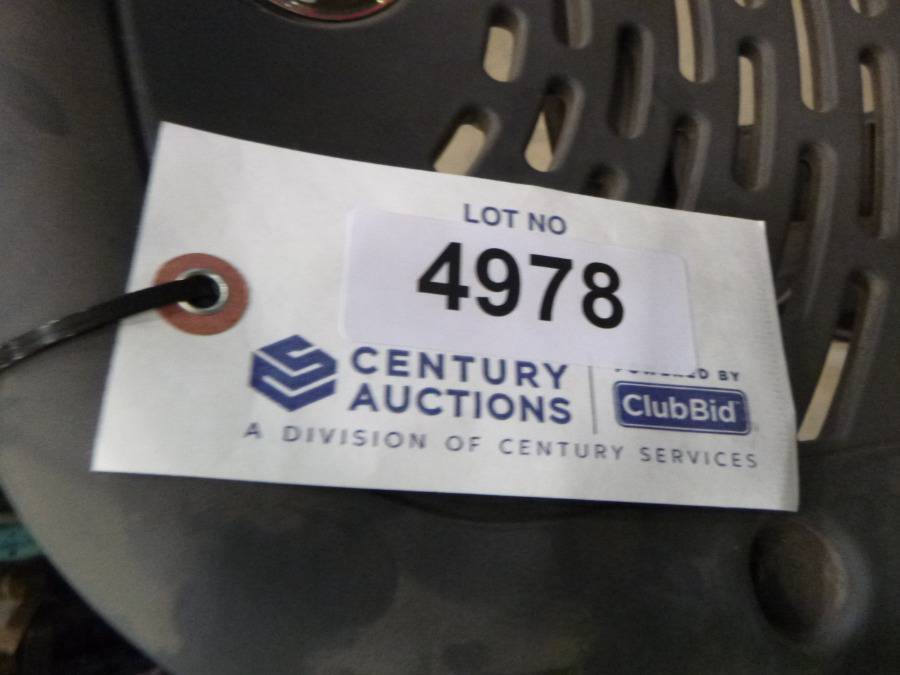 LOT NO
4978
CENTURY
AUCTIONS
POWERED BY
ClubBid
A DIVISION OF CENTURY SERVICES